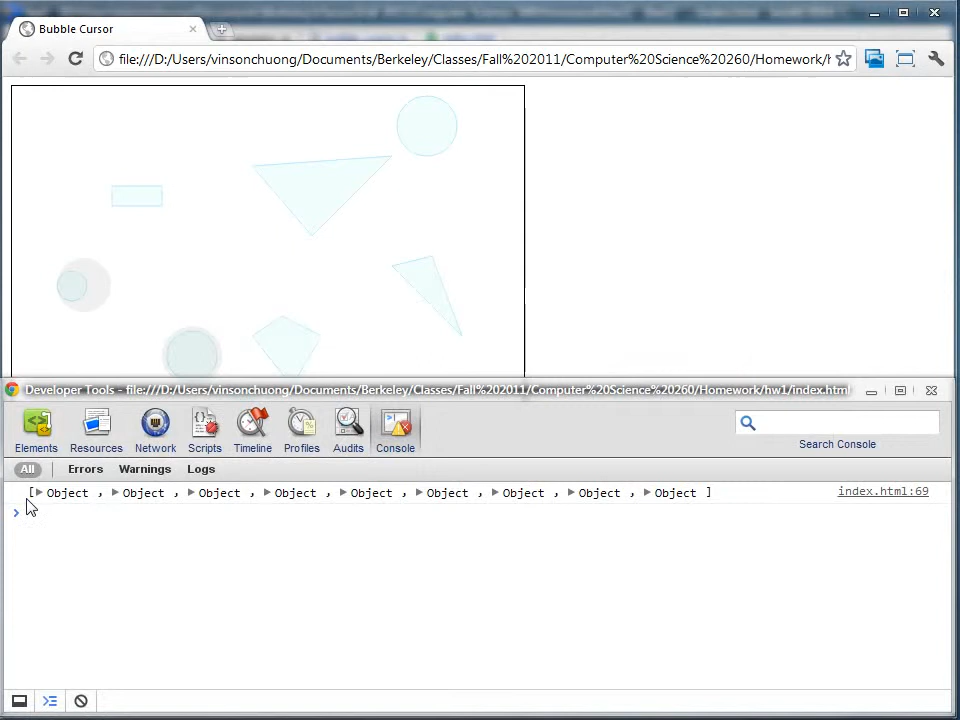 Bubble Cursor
file:///D:/Users/vinsonchuong/Documents/Berkeley/Classes/Fall%202011/Computer%20Science%20260/Homework/h
Developer Tools - file:///D:/Users/vinsonchuong/Documents/Berkeley/Classes/Fall%202011/Computer%20Science%20260/Homework/hw1/index.html
Elements Resources Network Scripts Timeline Profiles Audits Console
Search Console
All Errors Warnings Logs
[▶Object , ▶Object , ▶Object , ▶Object , ▶Object , ▶Object , ▶Object , ▶Object , ▶Object ] index.html:69
>